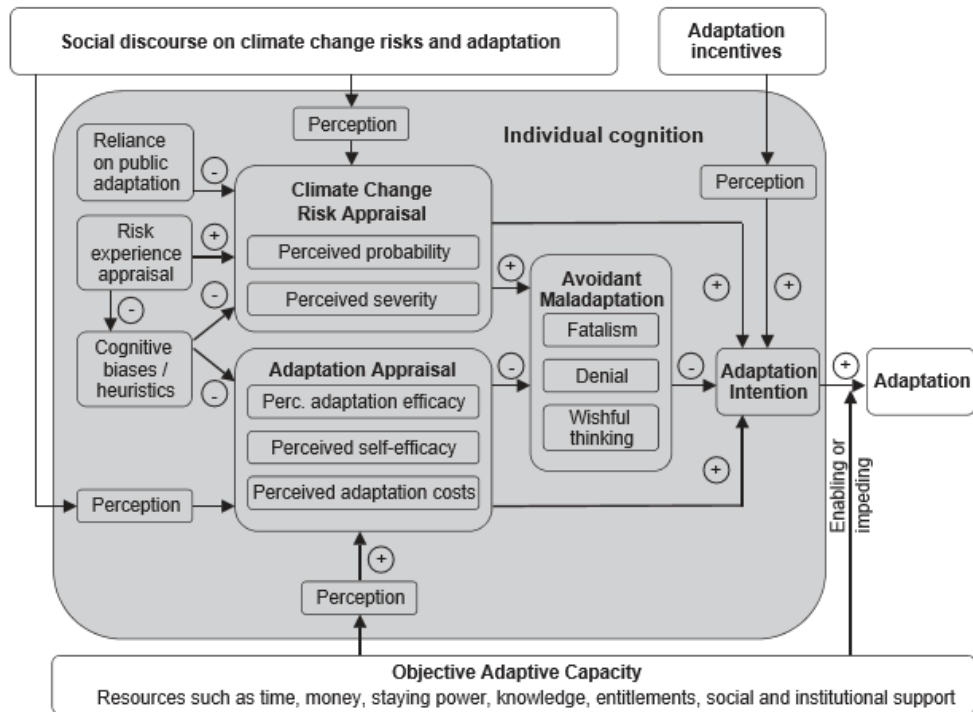 Social discourse on climate change risks and adaptation
Adaptation
incentives
Perception
Individual cognition
Reliance
on public
adaptation
-
Climate Change
Risk Appraisal
Perception
Risk
experience
appraisal
+
Perceived probability
Perceived severity
+
Avoidant
Maladaptation
+
+
-
-
Fatalism
Cognitive
biases /
heuristics
-
Adaptation Appraisal
-
Denial
-
Adaptation
Intention
+
Adaptation
Perc. adaptation efficacy
Perceived self-efficacy
Wishful
thinking
+
Perception
Perceived adaptation costs
Enabling or
impeding
+
Perception
Objective Adaptive Capacity
Resources such as time, money, staying power, knowledge, entitlements, social and institutional support